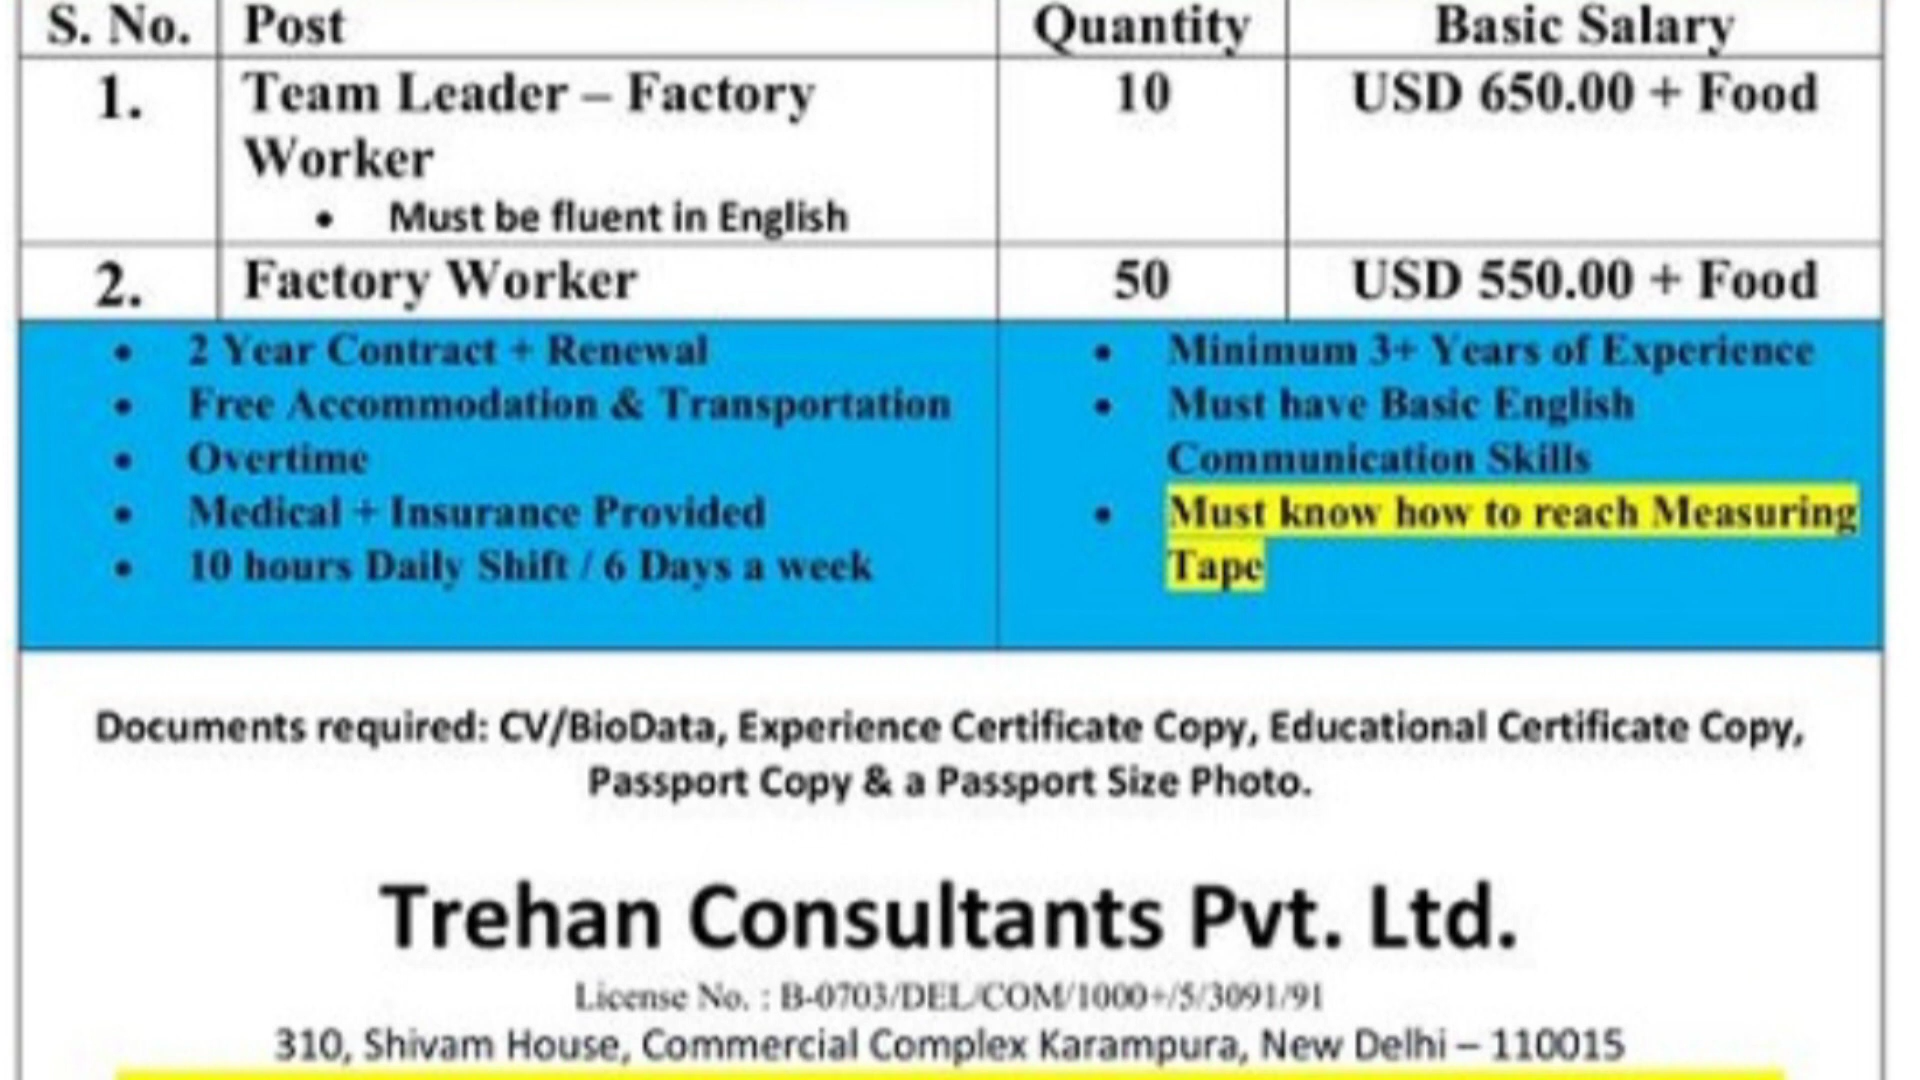 S. No. Post Quantity Basic Salary
1. Team Leader – Factory 10 USD 650.00 + Food
Worker
• Must be fluent in English
2. Factory Worker 50 USD 550.00 + Food
• 2 Year Contract + Renewal
• Free Accommodation & Transportation
• Overtime
• Medical + Insurance Provided
• 10 hours Daily Shift / 6 Days a week
• Minimum 3+ Years of Experience
• Must have Basic English
Communication Skills
• Must know how to reach Measuring
Tape
Documents required: CV/BioData, Experience Certificate Copy, Educational Certificate Copy,
Passport Copy & a Passport Size Photo.
Trehan Consultants Pvt. Ltd.
License No. : B-0703/DEL/COM/1000+/5/3091/91
310, Shivam House, Commercial Complex Karampura, New Delhi – 110015